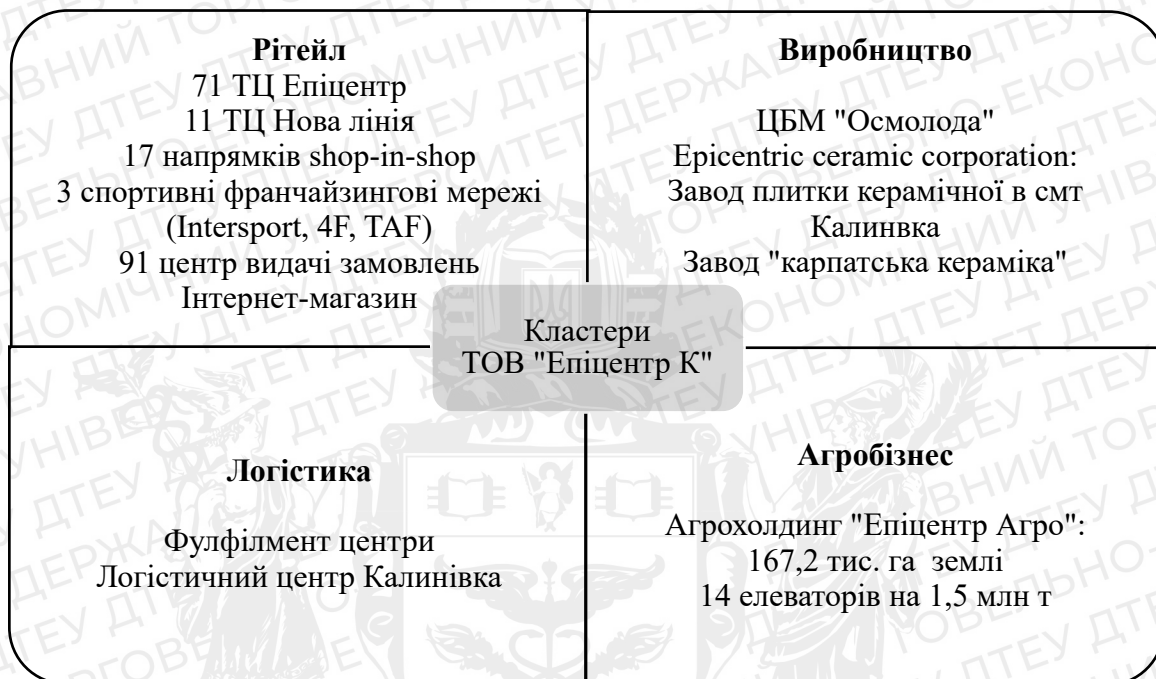 Рітейл
71 ТЦ Епіцентр
11 ТЦ Нова лінія
17 напрямків shop-in-shop
3 спортивні франчайзингові мережі
(Intersport, 4F, TAF)
91 центр видачі замовлень
Інтернет-магазин
Виробництво
ЦБМ "Осмолода"
Epicentric ceramic corporation:
Завод плитки керамічної в смт
Калинвка
Завод "карпатська кераміка"
Кластери
ТОВ "Епіцентр К"
Логістика
Фулфілмент центри
Логістичний центр Калинівка
Агробізнес
Агрохолдинг "Епіцентр Агро":
167,2 тис. га землі
14 елеваторів на 1,5 млн т